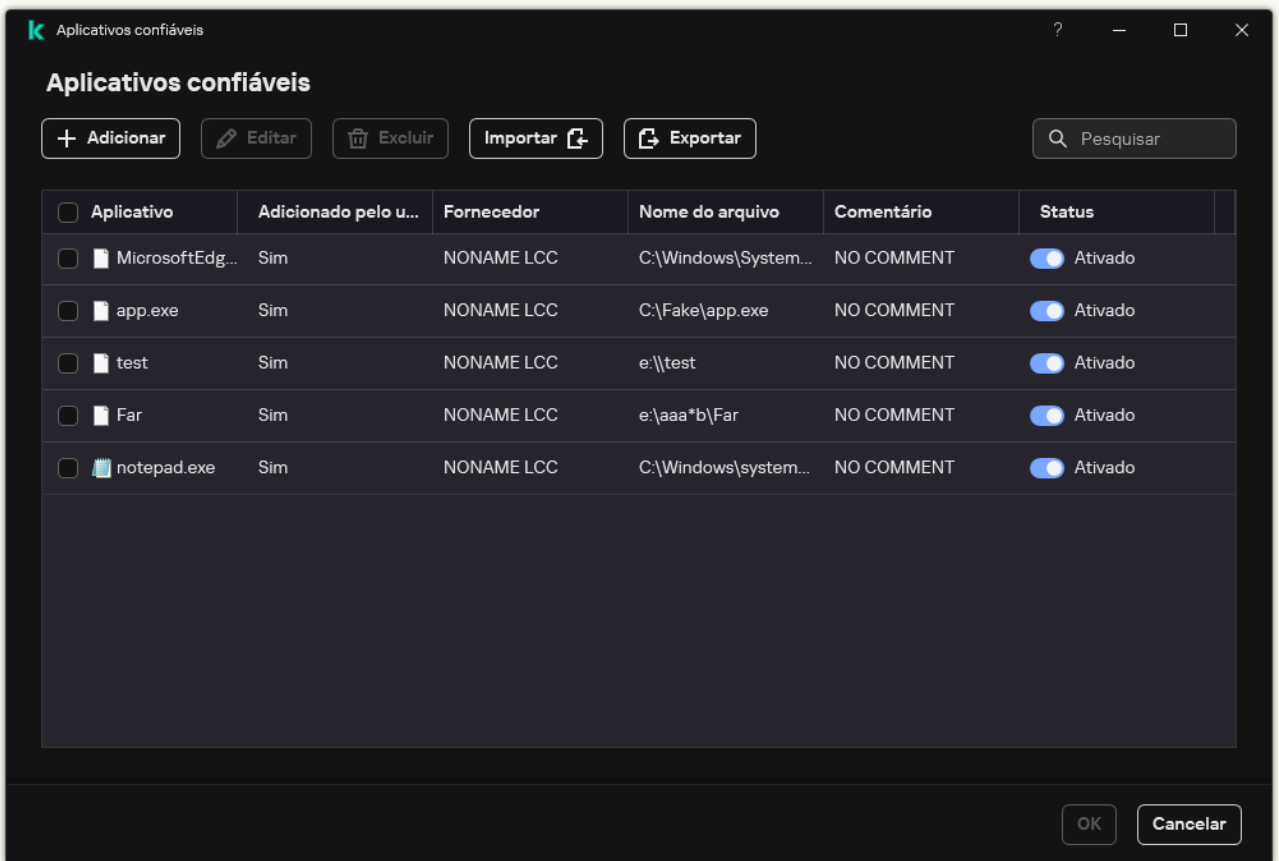 Aplicativos confiáveis
Aplicativos confiáveis
Adicionar Editar Excluir Importar Exportar Pesquisar
Aplicativo Adicionado pelo u... Fornecedor Nome do arquivo Comentário Status
MicrosoftEdg... Sim NONAME LCC C:\Windows\System... NO COMMENT Ativado
app.exe Sim NONAME LCC C:\Fake\app.exe NO COMMENT Ativado
test Sim NONAME LCC e:\\test NO COMMENT Ativado
Far Sim NONAME LCC e:\aaa*b\Far NO COMMENT Ativado
notepad.exe Sim NONAME LCC C:\Windows\system... NO COMMENT Ativado
OK Cancelar